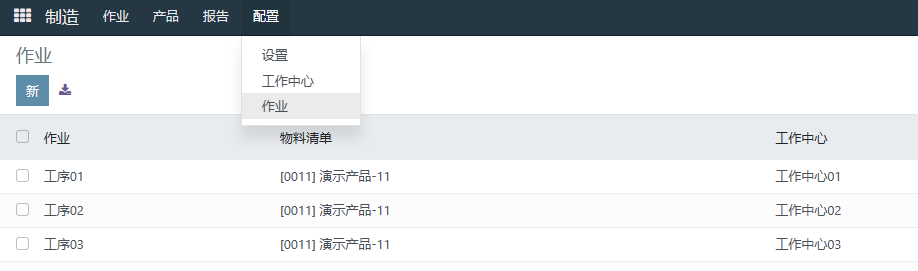 制造 作业 产品 报告 配置
作业
设置
新
工作中心
作业
作业 物料清单 工作中心
工序01 [0011] 演示产品-11 工作中心01
工序02 [0011] 演示产品-11 工作中心02
工序03 [0011] 演示产品-11 工作中心03